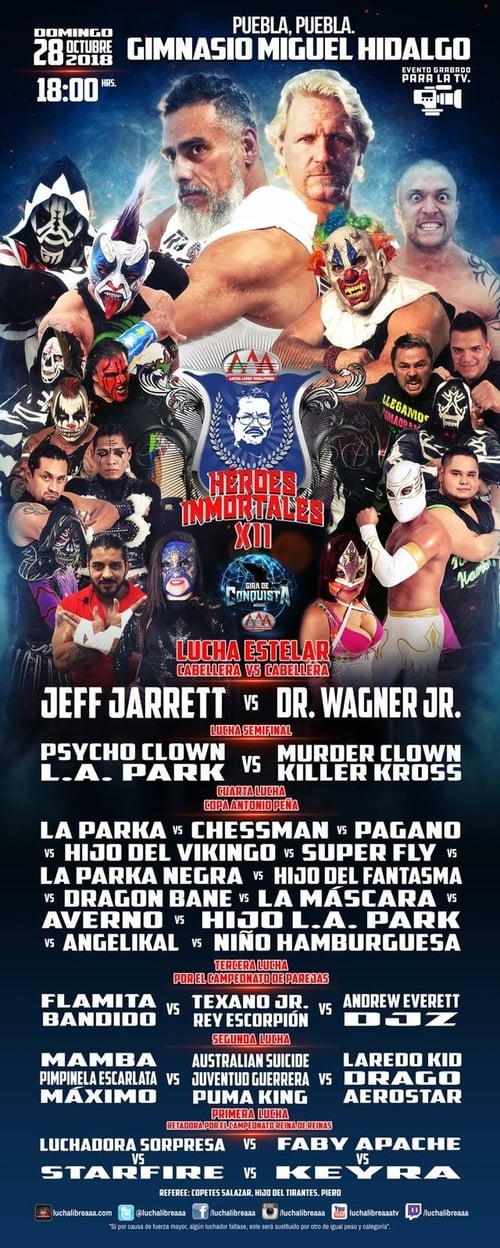 PUEBLA, PUEBLA.
GIMNASIO MIGUEL HIDALGO
DOMINGO
28 OCTUBRE 2018
18:00 HRS.
EVENTO GRABADO
PARA LA TV.
LLEGAMOS
AAA
LUCHA LIBRE WORLDWIDE
HEROES
INMORTALES
XII
GIRA DE
CONQUISTA
MÉXICO
AAA
LUCHA ESTELAR
CABELLERA VS CABELLERA
JEFF JARRETT VS DR. WAGNER JR.
LUCHA SEMIFINAL
PSYCHO CLOWN
L.A. PARK
VS
MURDER CLOWN
KILLER KROSS
CUARTA LUCHA
COPA ANTONIO PEÑA
LA PARKA VS CHESSMAN VS PAGANO
VS HIJO DEL VIKINGO VS SUPER FLY VS
LA PARKA NEGRA VS HIJO DEL FANTASMA
VS DRAGON BANE VS LA MÁSCARA VS
AVERNO VS HIJO L.A. PARK
VS ANGELIKAL VS NIÑO HAMBURGUESA
TERCERA LUCHA
POR EL CAMPEONATO DE PAREJAS
FLAMITA
BANDIDO
VS
TEXANO JR.
REY ESCORPIÓN
VS
ANDREW EVERETT
DJZ
SEGUNDA LUCHA
MAMBA
PIMPINELA ESCARLATA
MÁXIMO
VS
AUSTRALIAN SUICIDE
JUVENTUD GUERRERA
PUMA KING
VS
LAREDO KID
DRAGO
AEROSTAR
PRIMERA LUCHA
RETADORA POR EL CAMPEONATO REINA DE REINAS
LUCHADORA SORPRESA VS FABY APACHE
VS VS
STARFIRE VS KEYRA
REFEREE: COPETES SALAZAR, HIJO DEL TIRANTES, PIERO
luchalibreaaa.com @luchalibreaaa /luchalibreaaa /luchalibreaaa /luchalibreaaatv /luchalibreaaa
"Si por causa de fuerza mayor, algún luchador faltase, este será sustituido por otro de igual peso y categoría".